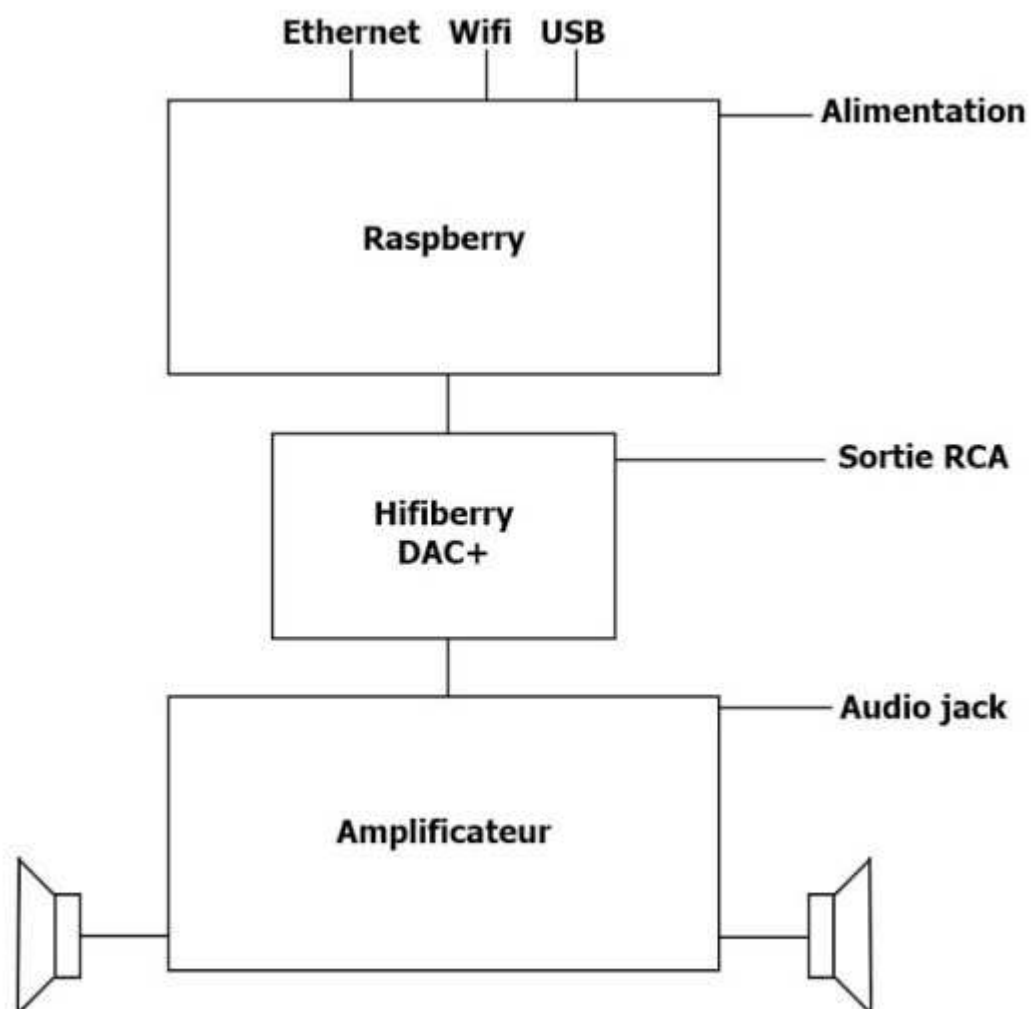 Ethernet Wifi USB
Alimentation
Raspberry
Sortie RCA
Hifiberry
DAC+
Audio jack
Amplificateur